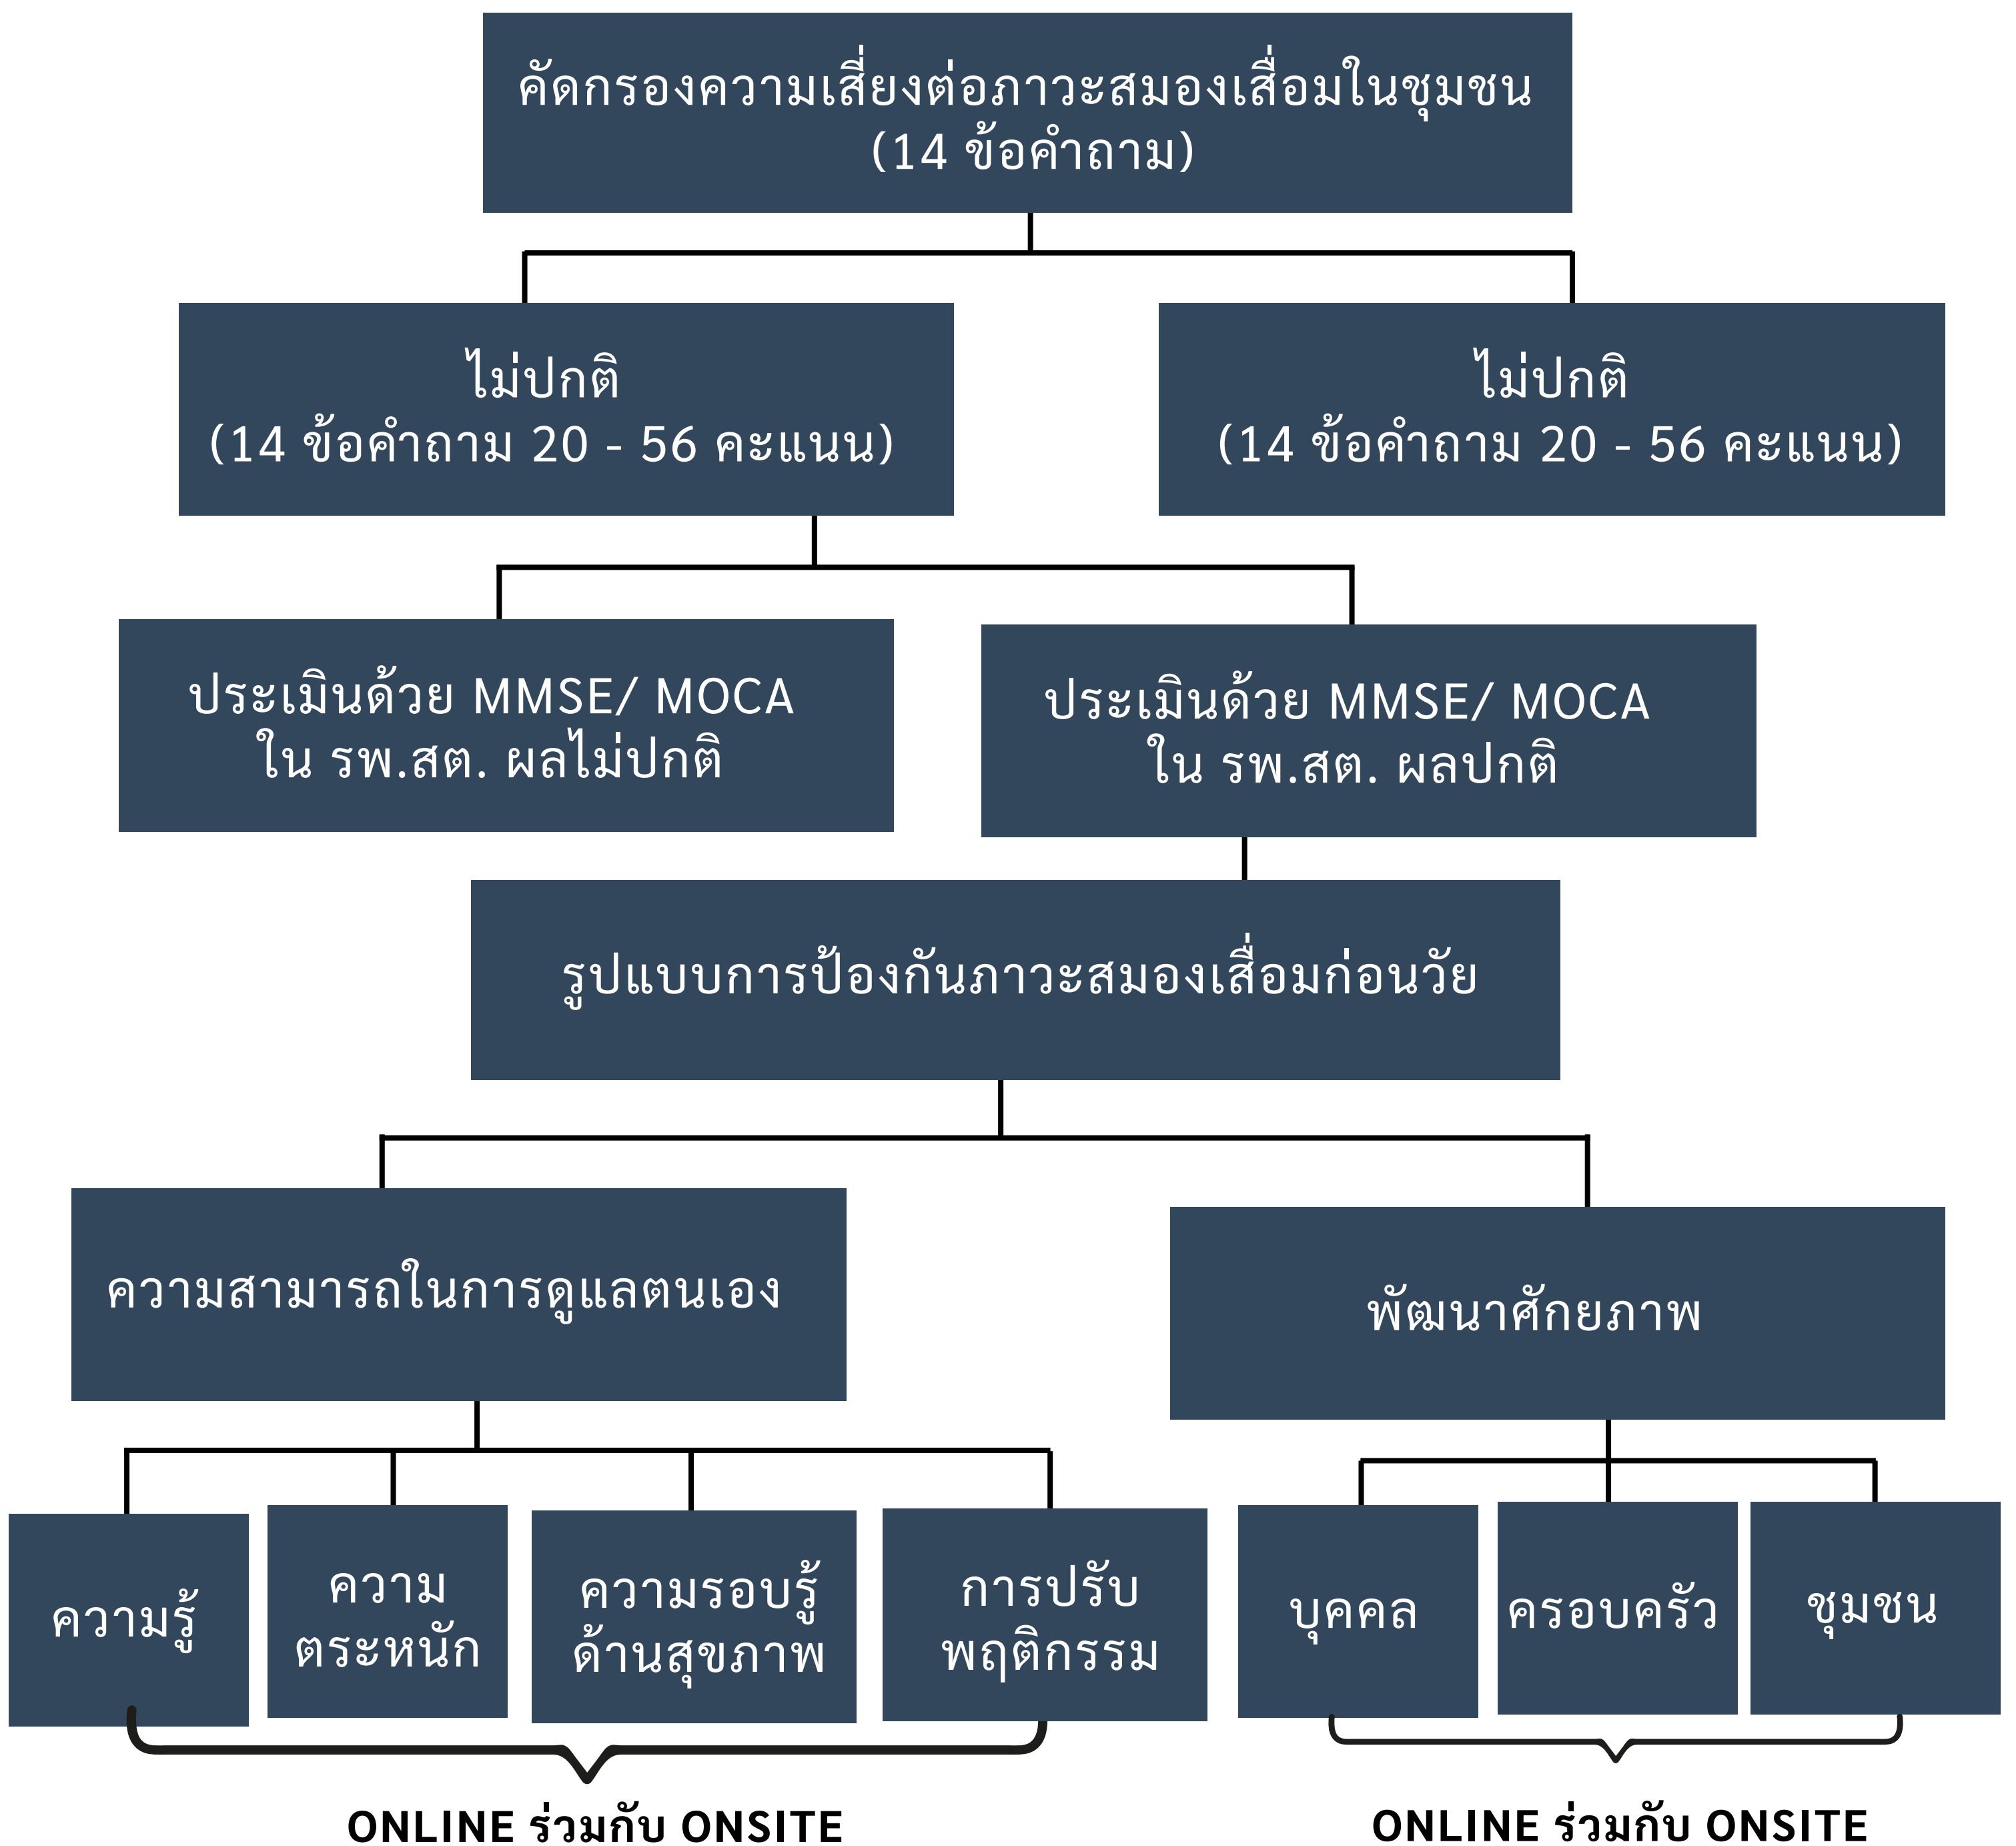 คัดกรองความเสี่ยงต่อภาวะสมองเสื่อมในชุมชน
(14 ข้อคำถาม)
ไม่ปกติ
(14 ข้อคำถาม 20 - 56 คะแนน)
ไม่ปกติ
(14 ข้อคำถาม 20 - 56 คะแนน)
ประเมินด้วย MMSE/ MOCA
ใน รพ.สต. ผลไม่ปกติ
ประเมินด้วย MMSE/ MOCA
ใน รพ.สต. ผลปกติ
รูปแบบการป้องกันภาวะสมองเสื่อมก่อนวัย
ความสามารถในการดูแลตนเอง
พัฒนาศักยภาพ
ความรู้
ความ
ตระหนัก
ความรอบรู้
ด้านสุขภาพ
การปรับ
พฤติกรรม
บุคคล
ครอบครัว
ชุมชน
ONLINE ร่วมกับ ONSITE
ONLINE ร่วมกับ ONSITE